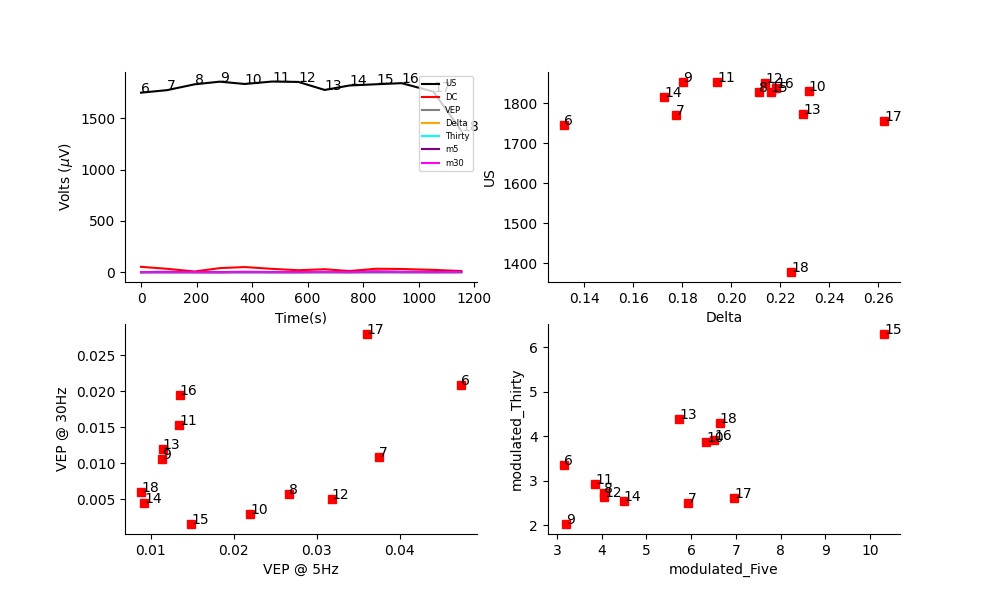 6 7 8 9 10 11 12 13 14 15 16 17 18
US
DC
VEP
Delta
Thirty
m5
m30
1500
1000
500
0
Volts (μV)
0 200 400 600 800 1000 1200
Time(s)
6 14 7 9 11 8 12 15 16 10 13 17 18
1800
1700
1600
1500
1400
US
0.14 0.16 0.18 0.20 0.22 0.24 0.26
Delta
17 6 16 11 13 9 7 18 14 8 12 10 15
0.025
0.020
0.015
0.010
0.005
VEP @ 30Hz
0.01 0.02 0.03 0.04
VEP @ 5Hz
15 13 18 10 16 6 11 8 12 14 7 17 9
6
5
4
3
2
modulated_Thirty
3 4 5 6 7 8 9 10
modulated_Five